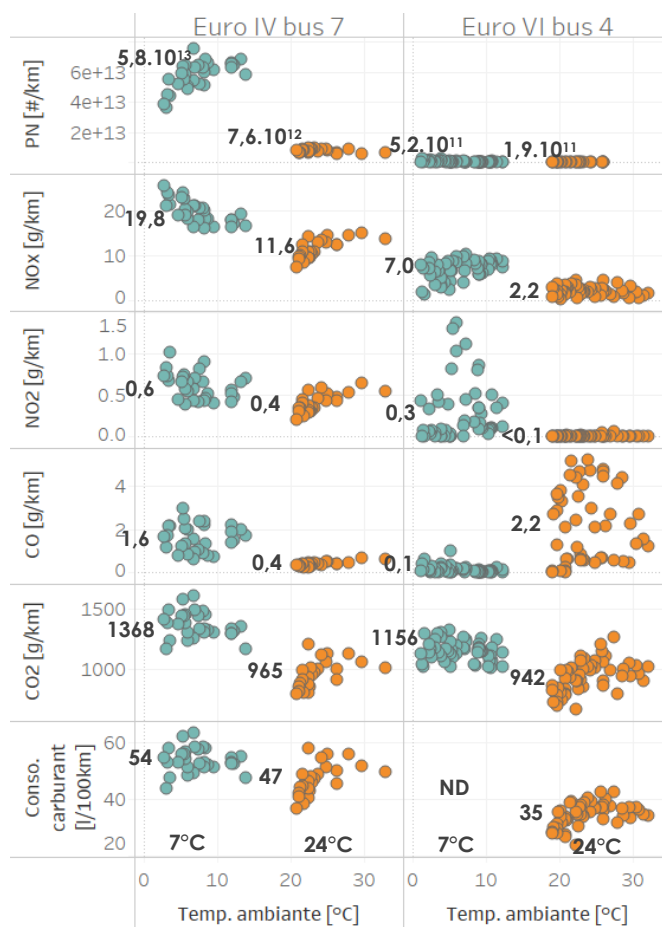 Euro IV bus 7 Euro VI bus 4
PN [#/km]
6e+13
4e+13
2e+13
5,8.10¹³
7,6.10¹²
5,2.10¹¹
1,9.10¹¹
NOx [g/km]
20
10
0
19,8
11,6
7,0
2,2
NO2 [g/km]
1.5
1.0
0.5
0.0
0,6
0,4
0,3
<0,1
CO [g/km]
4
2
0
1,6
0,4
0,1
2,2
CO2 [g/km]
1500
1000
1368
965
1156
942
Conso.
carburant
[l/100km]
60
40
20
54
47
ND
35
7°C 24°C 7°C 24°C
0 10 20 30 0 10 20 30
Temp. ambiante [°C] Temp. ambiante [°C]